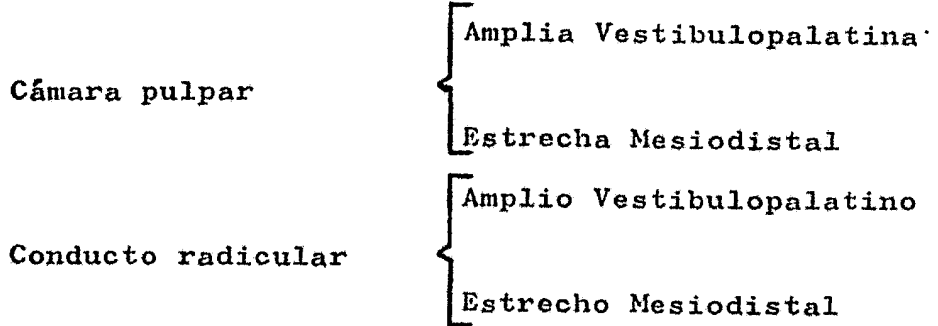 Amplia Vestibulopalatina
Cámara pulpar
Estrecha Mesiodistal
Amplio Vestibulopalatino
Conducto radicular
Estrecho Mesiodistal